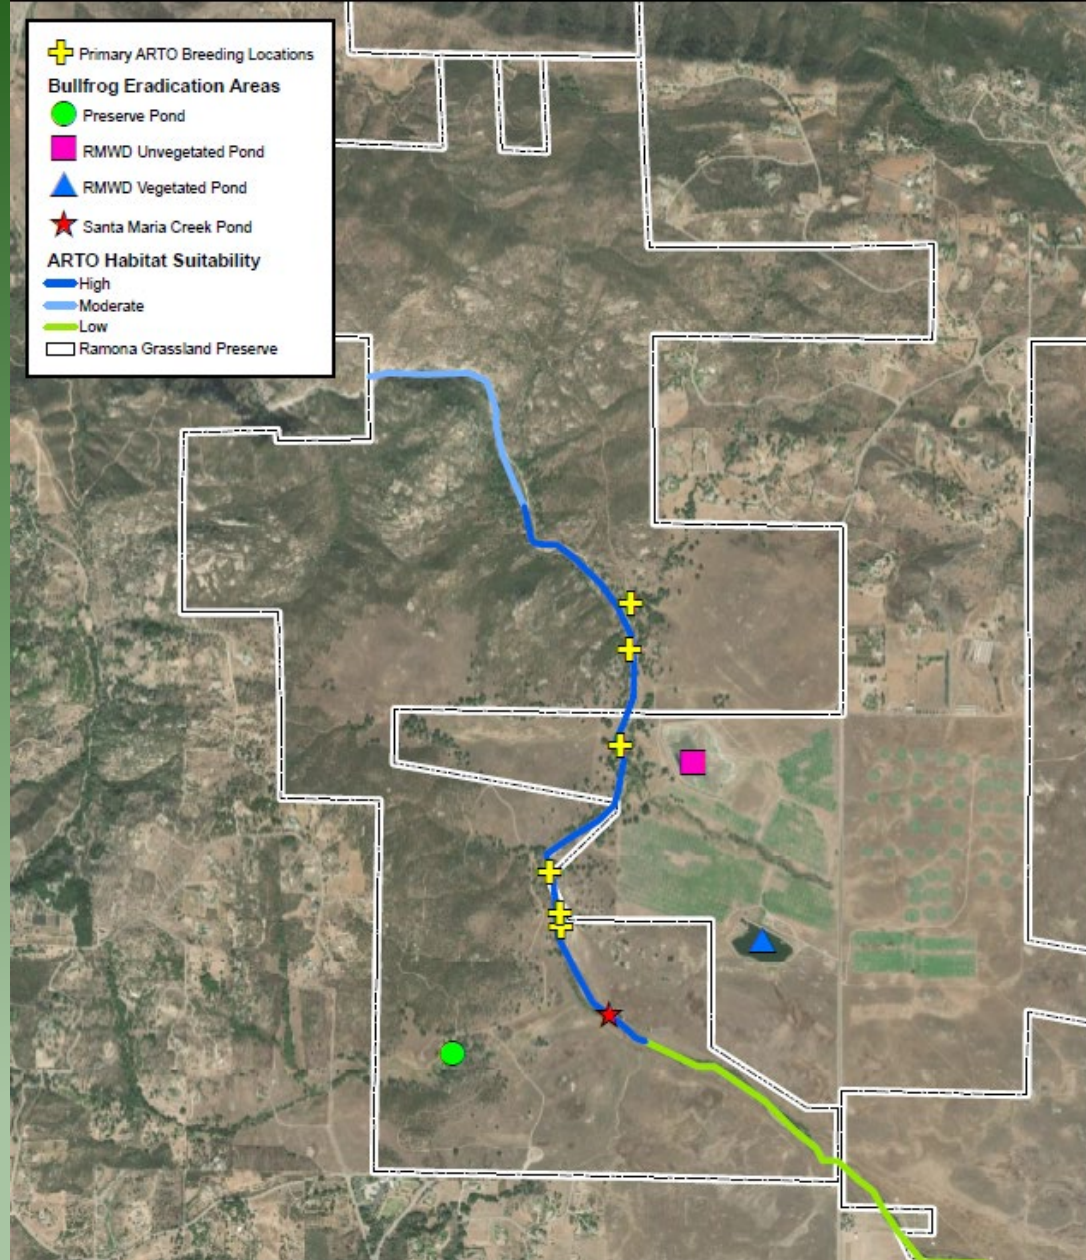 Primary ARTO Breeding Locations
Bullfrog Eradication Areas
Preserve Pond
RMWD Unvegetated Pond
RMWD Vegetated Pond
Santa Maria Creek Pond
ARTO Habitat Suitability
High
Moderate
Low
Ramona Grassland Preserve